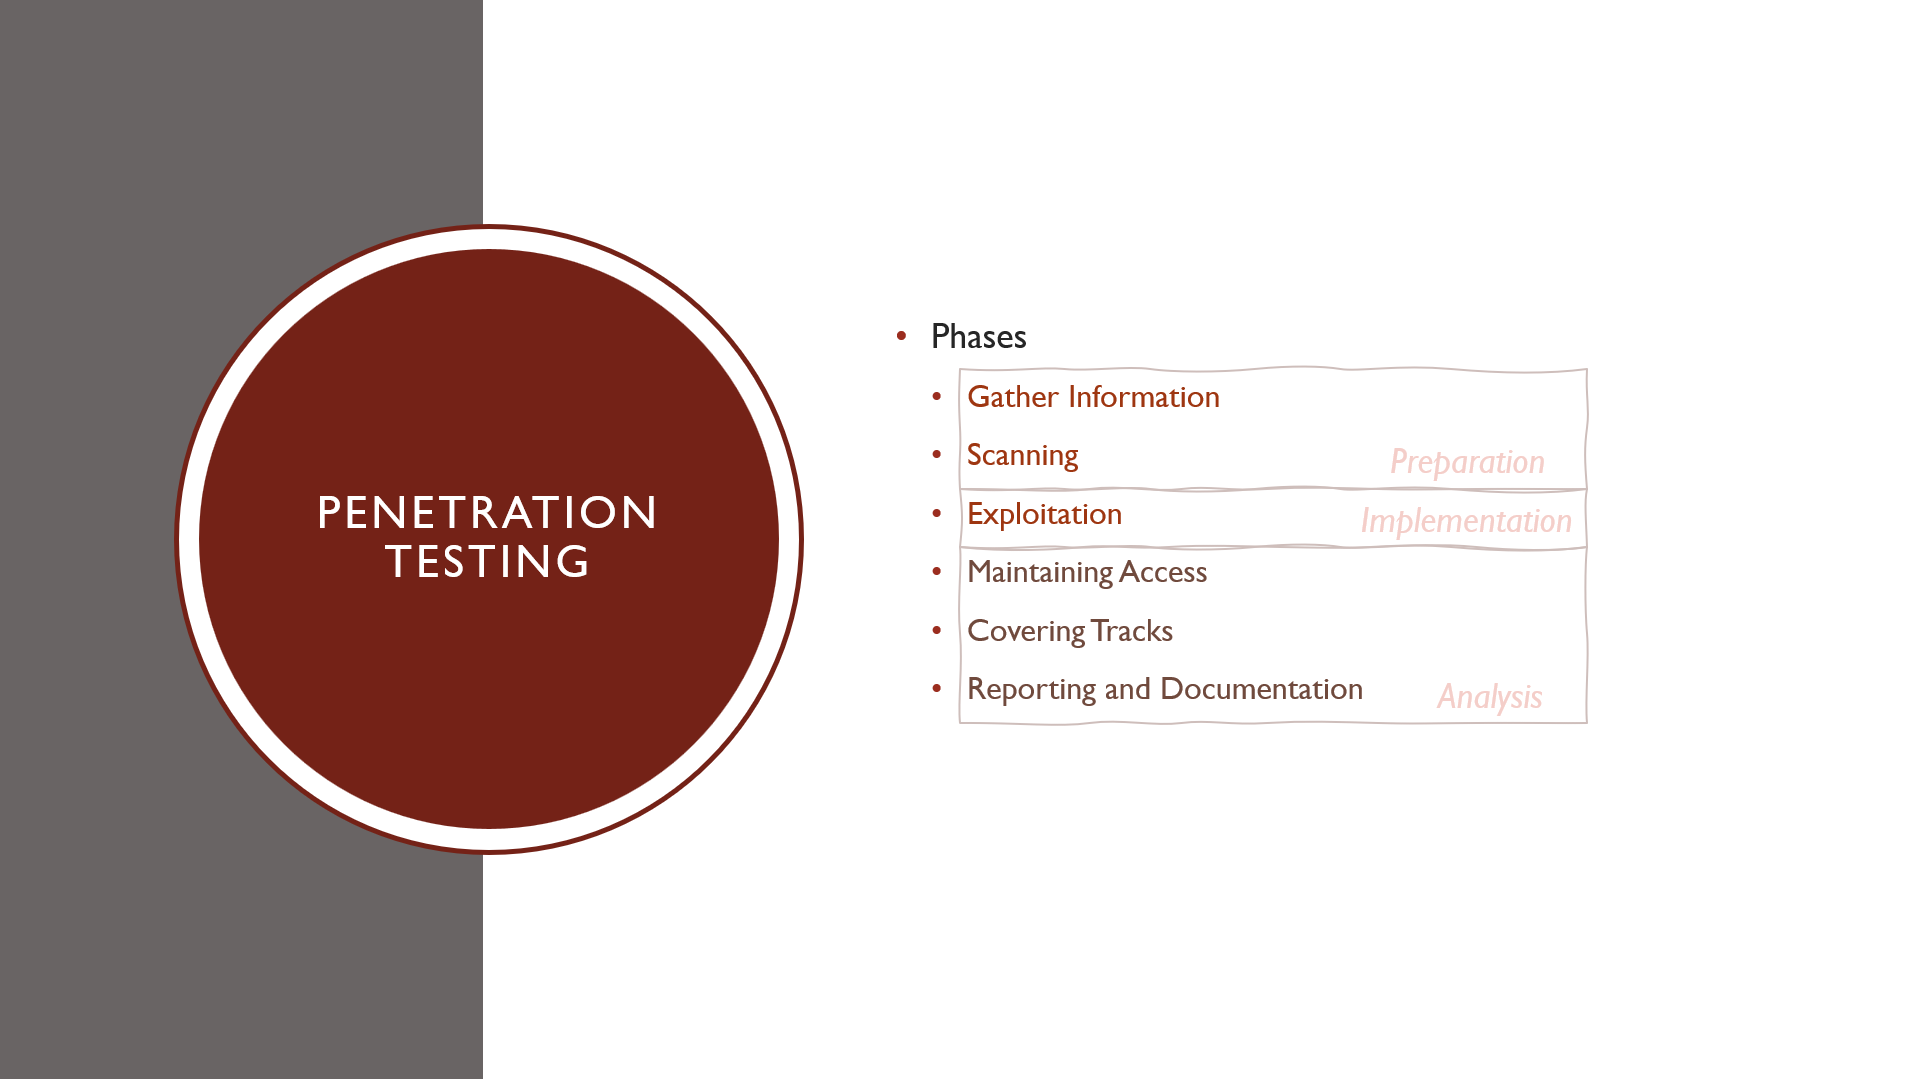 PENETRATION
TESTING
• Phases
• Gather Information
• Scanning
Preparation
• Exploitation
Implementation
• Maintaining Access
• Covering Tracks
• Reporting and Documentation
Analysis